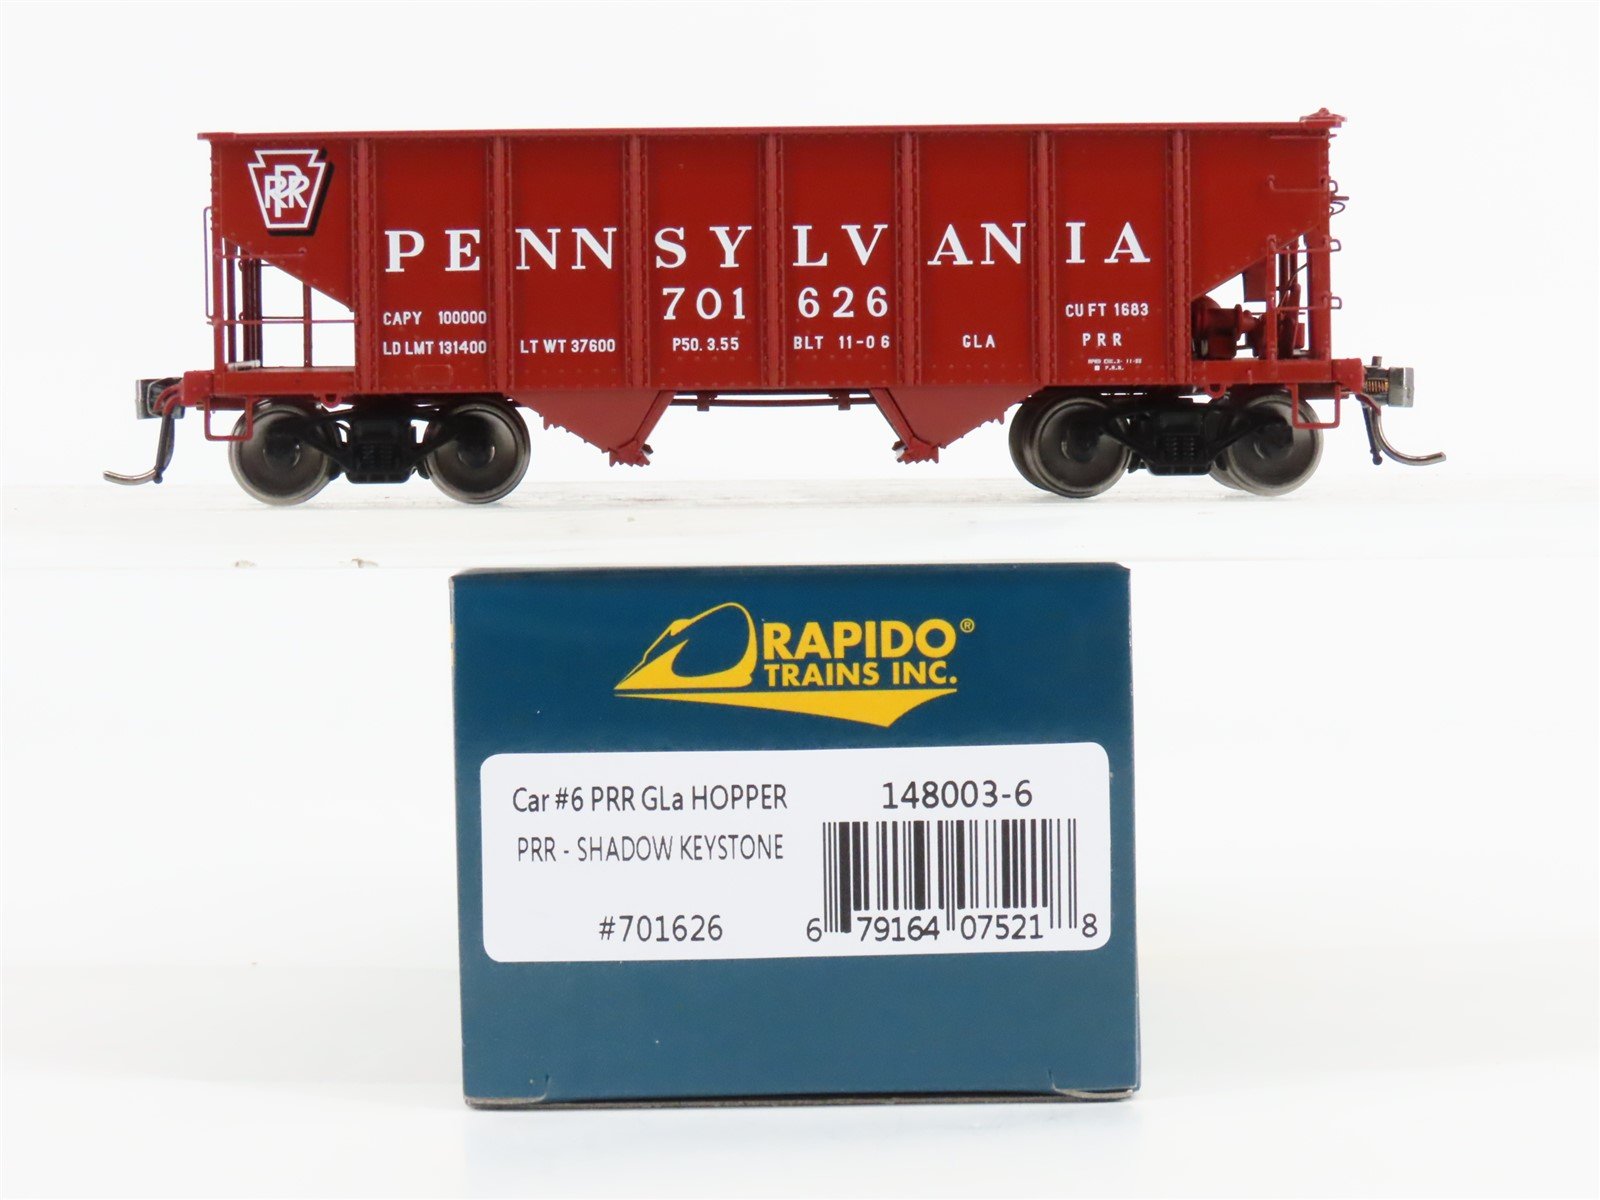 PRR
PENNSYLVANIA
701 626
CAPY 100000
CU FT 1683
LD LMT 131400 LT WT 37600 P50.3.55 BLT 11-06 GLA PRR
RAPIDO®
TRAINS INC.
Car #6 PRR GLa HOPPER 148003-6
PRR - SHADOW KEYSTONE
#701626
6 79164 07521 8